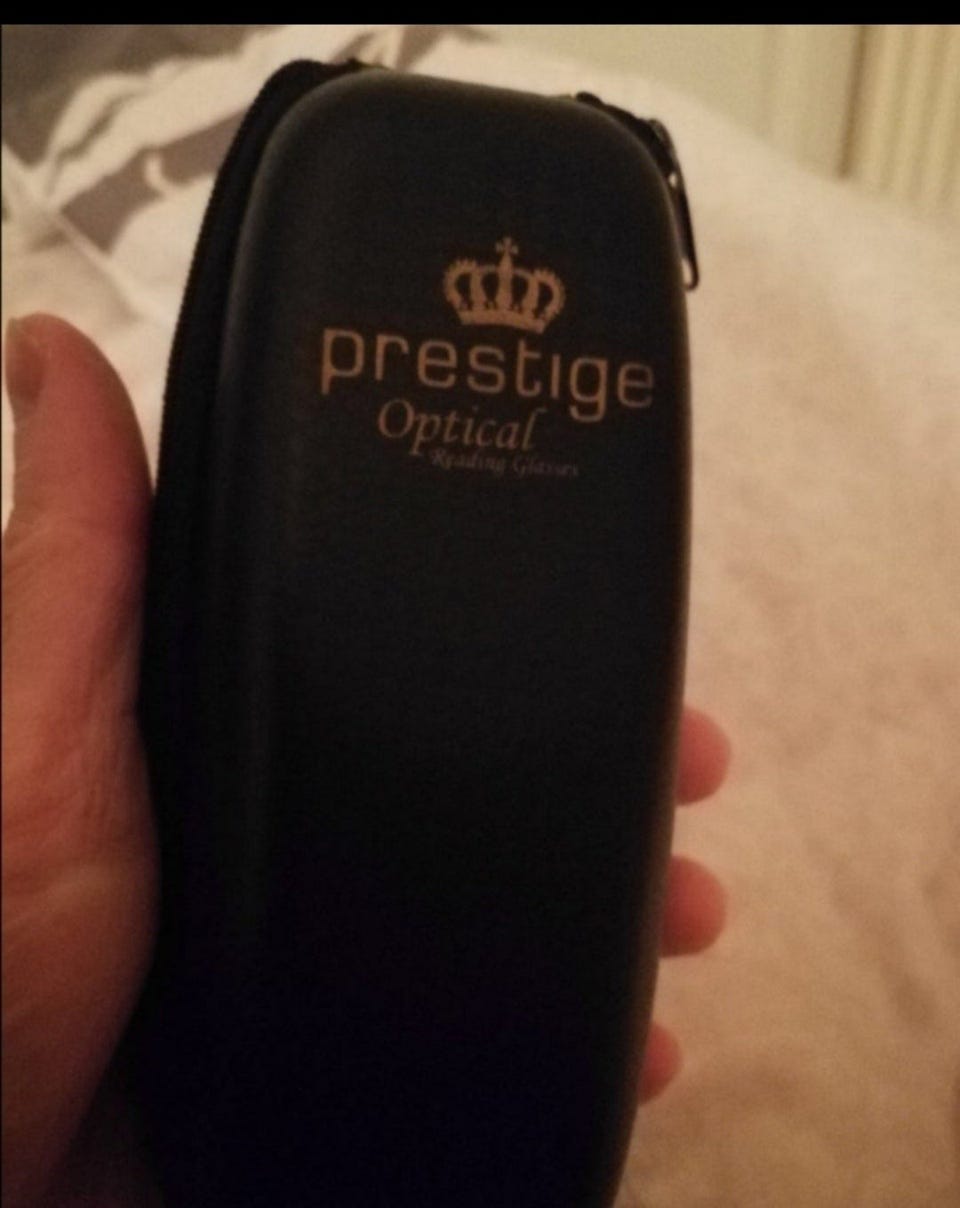 prestige
Optical
Reading Glasses